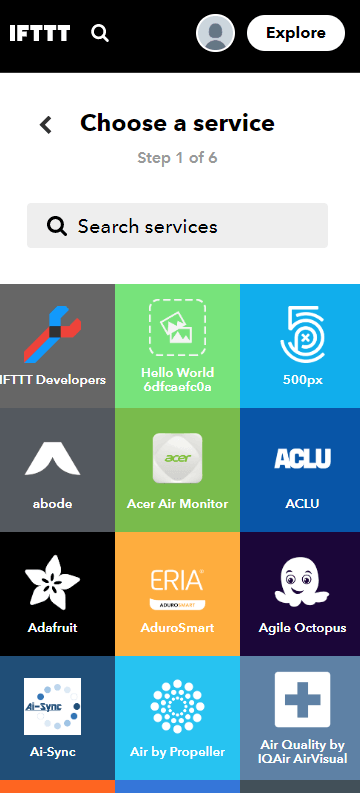 IFTTT
Explore
Choose a service
Step 1 of 6
Search services
IFTTT Developers
Hello World
6dfcaefc0a
500px
5
abode
acer
Acer Air Monitor
ACLU
ACLU
Adafruit
ERIA®
ADUROSMART
AduroSmart
Agile Octopus
Ai-Sync
Ai-Sync
Air by Propeller
Air Quality by
IQAir AirVisual